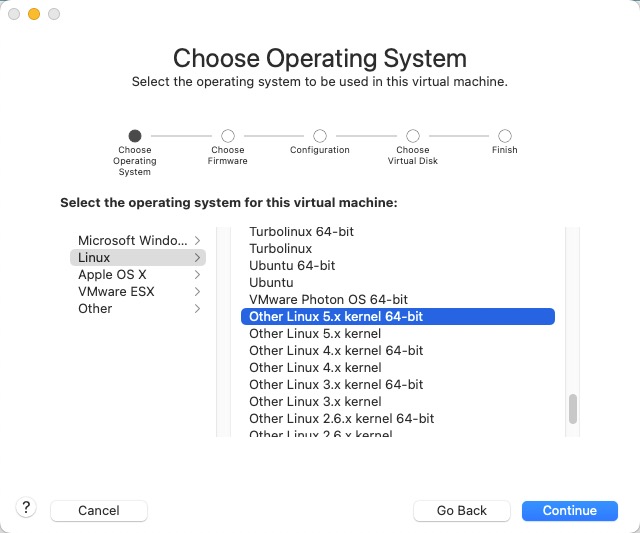 Choose Operating System
Select the operating system to be used in this virtual machine.
Choose
Operating
System
Choose
Firmware
Configuration
Choose
Virtual Disk
Finish
Select the operating system for this virtual machine:
Microsoft Windo...
Linux
Apple OS X
VMware ESX
Other
Turbolinux 64-bit
Turbolinux
Ubuntu 64-bit
Ubuntu
VMware Photon OS 64-bit
Other Linux 5.x kernel 64-bit
Other Linux 5.x kernel
Other Linux 4.x kernel 64-bit
Other Linux 4.x kernel
Other Linux 3.x kernel 64-bit
Other Linux 3.x kernel
Other Linux 2.6.x kernel 64-bit
Other Linux 2.6.x kernel
?
Cancel
Go Back
Continue